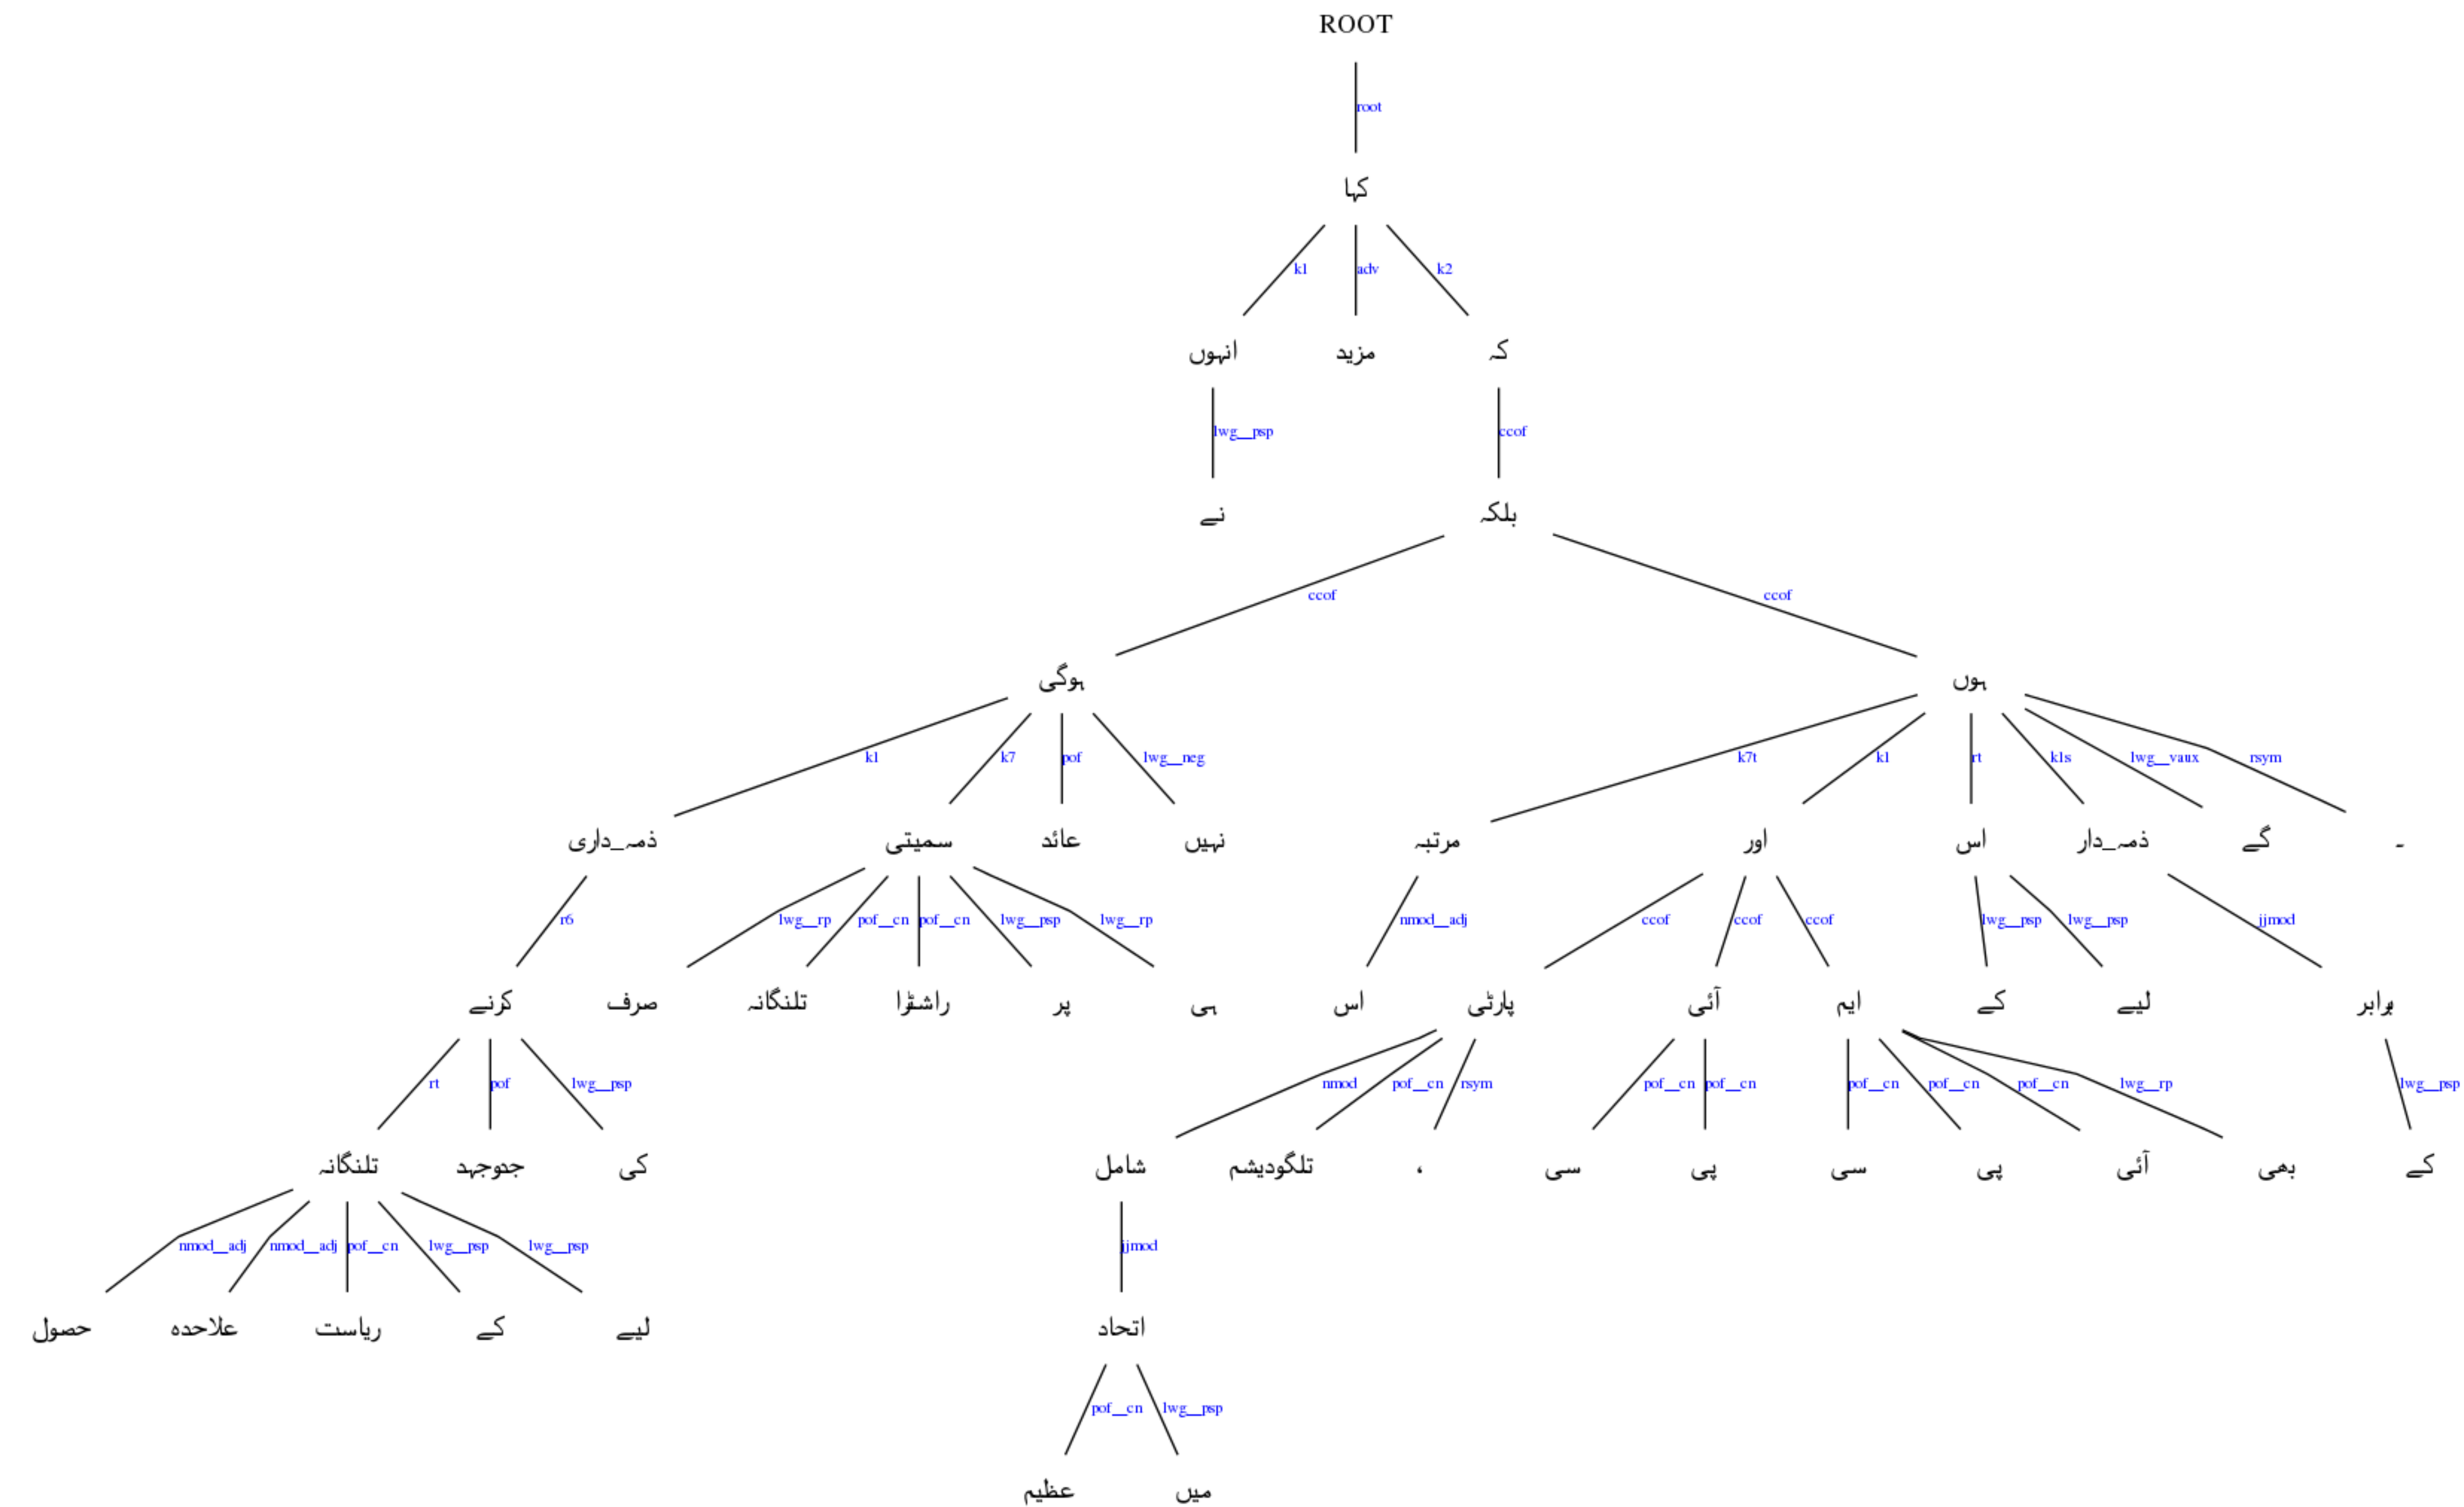 ROOT
root
کہا
k1 adv k2
انہوں مزید کہ
lwg__psp ccof
نے بلکہ
ccof ccof
ہوگی ہوں
k1 k7 pof lwg__neg k7t k1 rt k1s lwg__vaux rsym
ذمہ_داری سمیتی عائد نہیں مرتبہ اور اس ذمہ_دار گے ۔
r6 lwg__rp pof__cn pof__cn lwg__psp lwg__rp nmod__adj ccof ccof ccof lwg__psp lwg__psp jjmod
کرنے صرف تلنگانہ راشٹرا پر ہی اس پارٹی آئی ایم کے لیے برابر
rt pof lwg__psp nmod pof__cn rsym pof__cn pof__cn pof__cn pof__cn pof__cn lwg__rp lwg__psp
تلنگانہ جدوجہد کی شامل تلگودیشم ، سی پی سی پی آئی بھی کے
nmod__adj nmod__adj pof__cn lwg__psp lwg__psp jjmod
حصول علاحدہ ریاست کے لیے اتحاد
pof__cn lwg__psp
عظیم میں